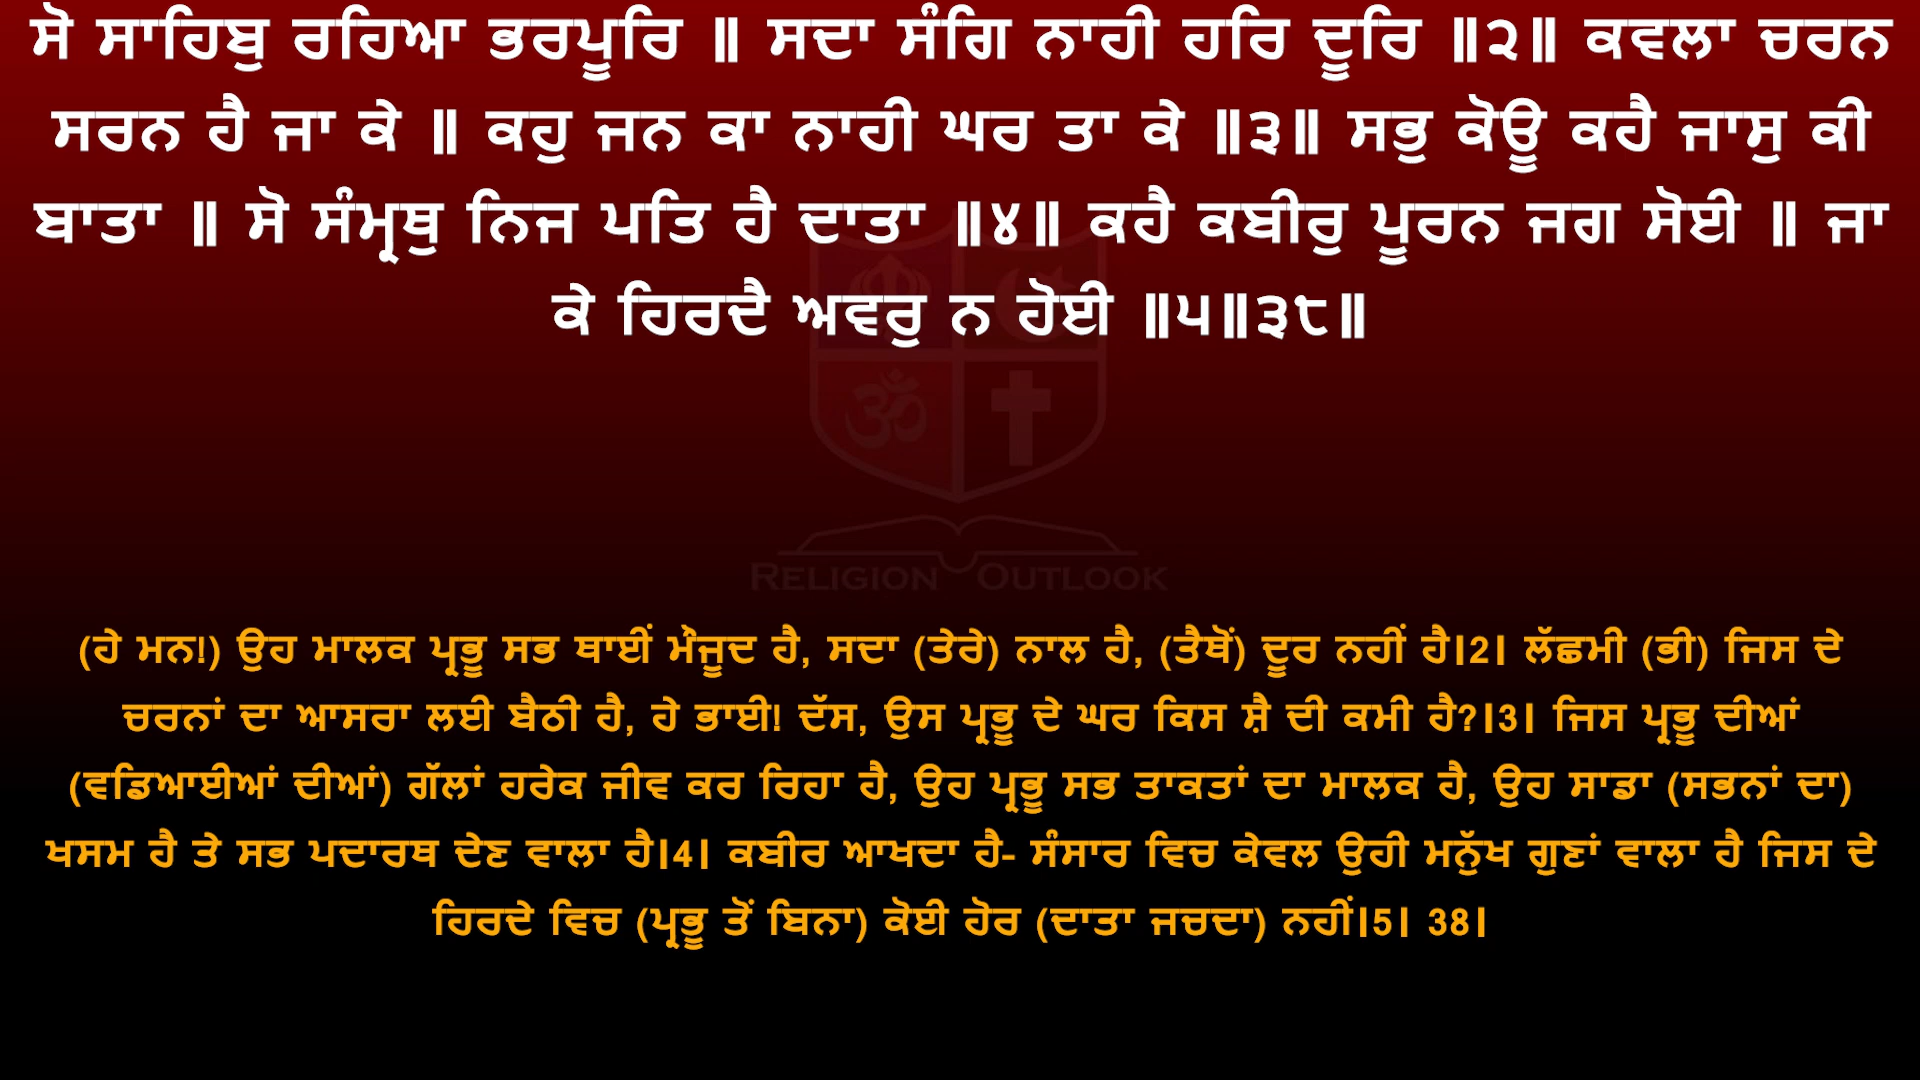 ਸੋ ਸਾਹਿਬੁ ਰਹਿਆ ਭਰਪੂਰਿ ॥ ਸਦਾ ਸੰਗਿ ਨਾਹੀ ਹਰਿ ਦੂਰਿ ॥੨॥ ਕਵਲਾ ਚਰਨ
ਸਰਨ ਹੈ ਜਾ ਕੇ ॥ ਕਹੁ ਜਨ ਕਾ ਨਾਹੀ ਘਰ ਤਾ ਕੇ ॥੩॥ ਸਭੁ ਕੋਊ ਕਹੈ ਜਾਸੁ ਕੀ
ਬਾਤਾ ॥ ਸੋ ਸੰਮ੍ਰਥੁ ਨਿਜ ਪਤਿ ਹੈ ਦਾਤਾ ॥੪॥ ਕਹੈ ਕਬੀਰੁ ਪੂਰਨ ਜਗ ਸੋਈ ॥ ਜਾ
ਕੇ ਹਿਰਦੈ ਅਵਰੁ ਨ ਹੋਈ ॥੫॥੩੮॥
RELIGION OUTLOOK
(ਹੇ ਮਨ!) ਉਹ ਮਾਲਕ ਪ੍ਰਭੂ ਸਭ ਥਾਈਂ ਮੌਜੂਦ ਹੈ, ਸਦਾ (ਤੇਰੇ) ਨਾਲ ਹੈ, (ਤੈਥੋਂ) ਦੂਰ ਨਹੀਂ ਹੈ।2। ਲੱਛਮੀ (ਭੀ) ਜਿਸ ਦੇ
ਚਰਨਾਂ ਦਾ ਆਸਰਾ ਲਈ ਬੈਠੀ ਹੈ, ਹੇ ਭਾਈ! ਦੱਸ, ਉਸ ਪ੍ਰਭੂ ਦੇ ਘਰ ਕਿਸ ਸ਼ੈ ਦੀ ਕਮੀ ਹੈ?।3। ਜਿਸ ਪ੍ਰਭੂ ਦੀਆਂ
(ਵਡਿਆਈਆਂ ਦੀਆਂ) ਗੱਲਾਂ ਹਰੇਕ ਜੀਵ ਕਰ ਰਿਹਾ ਹੈ, ਉਹ ਪ੍ਰਭੂ ਸਭ ਤਾਕਤਾਂ ਦਾ ਮਾਲਕ ਹੈ, ਉਹ ਸਾਡਾ (ਸਭਨਾਂ ਦਾ)
ਖਸਮ ਹੈ ਤੇ ਸਭ ਪਦਾਰਥ ਦੇਣ ਵਾਲਾ ਹੈ।4। ਕਬੀਰ ਆਖਦਾ ਹੈ- ਸੰਸਾਰ ਵਿਚ ਕੇਵਲ ਉਹੀ ਮਨੁੱਖ ਗੁਣਾਂ ਵਾਲਾ ਹੈ ਜਿਸ ਦੇ
ਹਿਰਦੇ ਵਿਚ (ਪ੍ਰਭੂ ਤੋਂ ਬਿਨਾ) ਕੋਈ ਹੋਰ (ਦਾਤਾ ਜਚਦਾ) ਨਹੀਂ।5। 38।